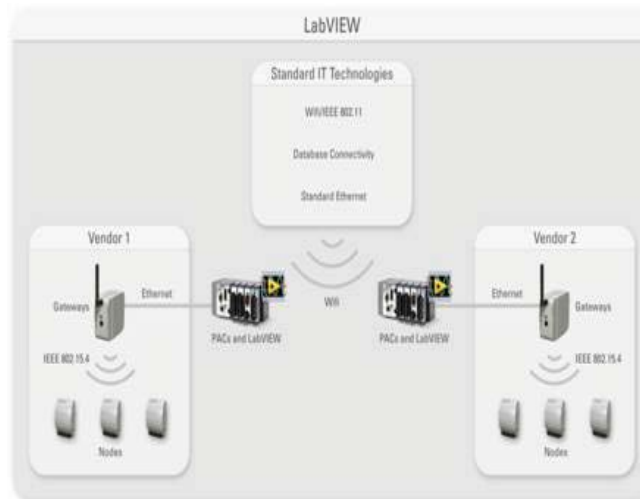 LabVIEW
Standard IT Technologies
Wifi/IEEE 802.11
Database Connectivity
Standard Ethernet
Vendor 1
Gateways
Ethernet
IEEE 802.15.4
Nodes
PACs and LabVIEW
Wifi
PACs and LabVIEW
Vendor 2
Ethernet
Gateways
IEEE 802.15.4
Nodes